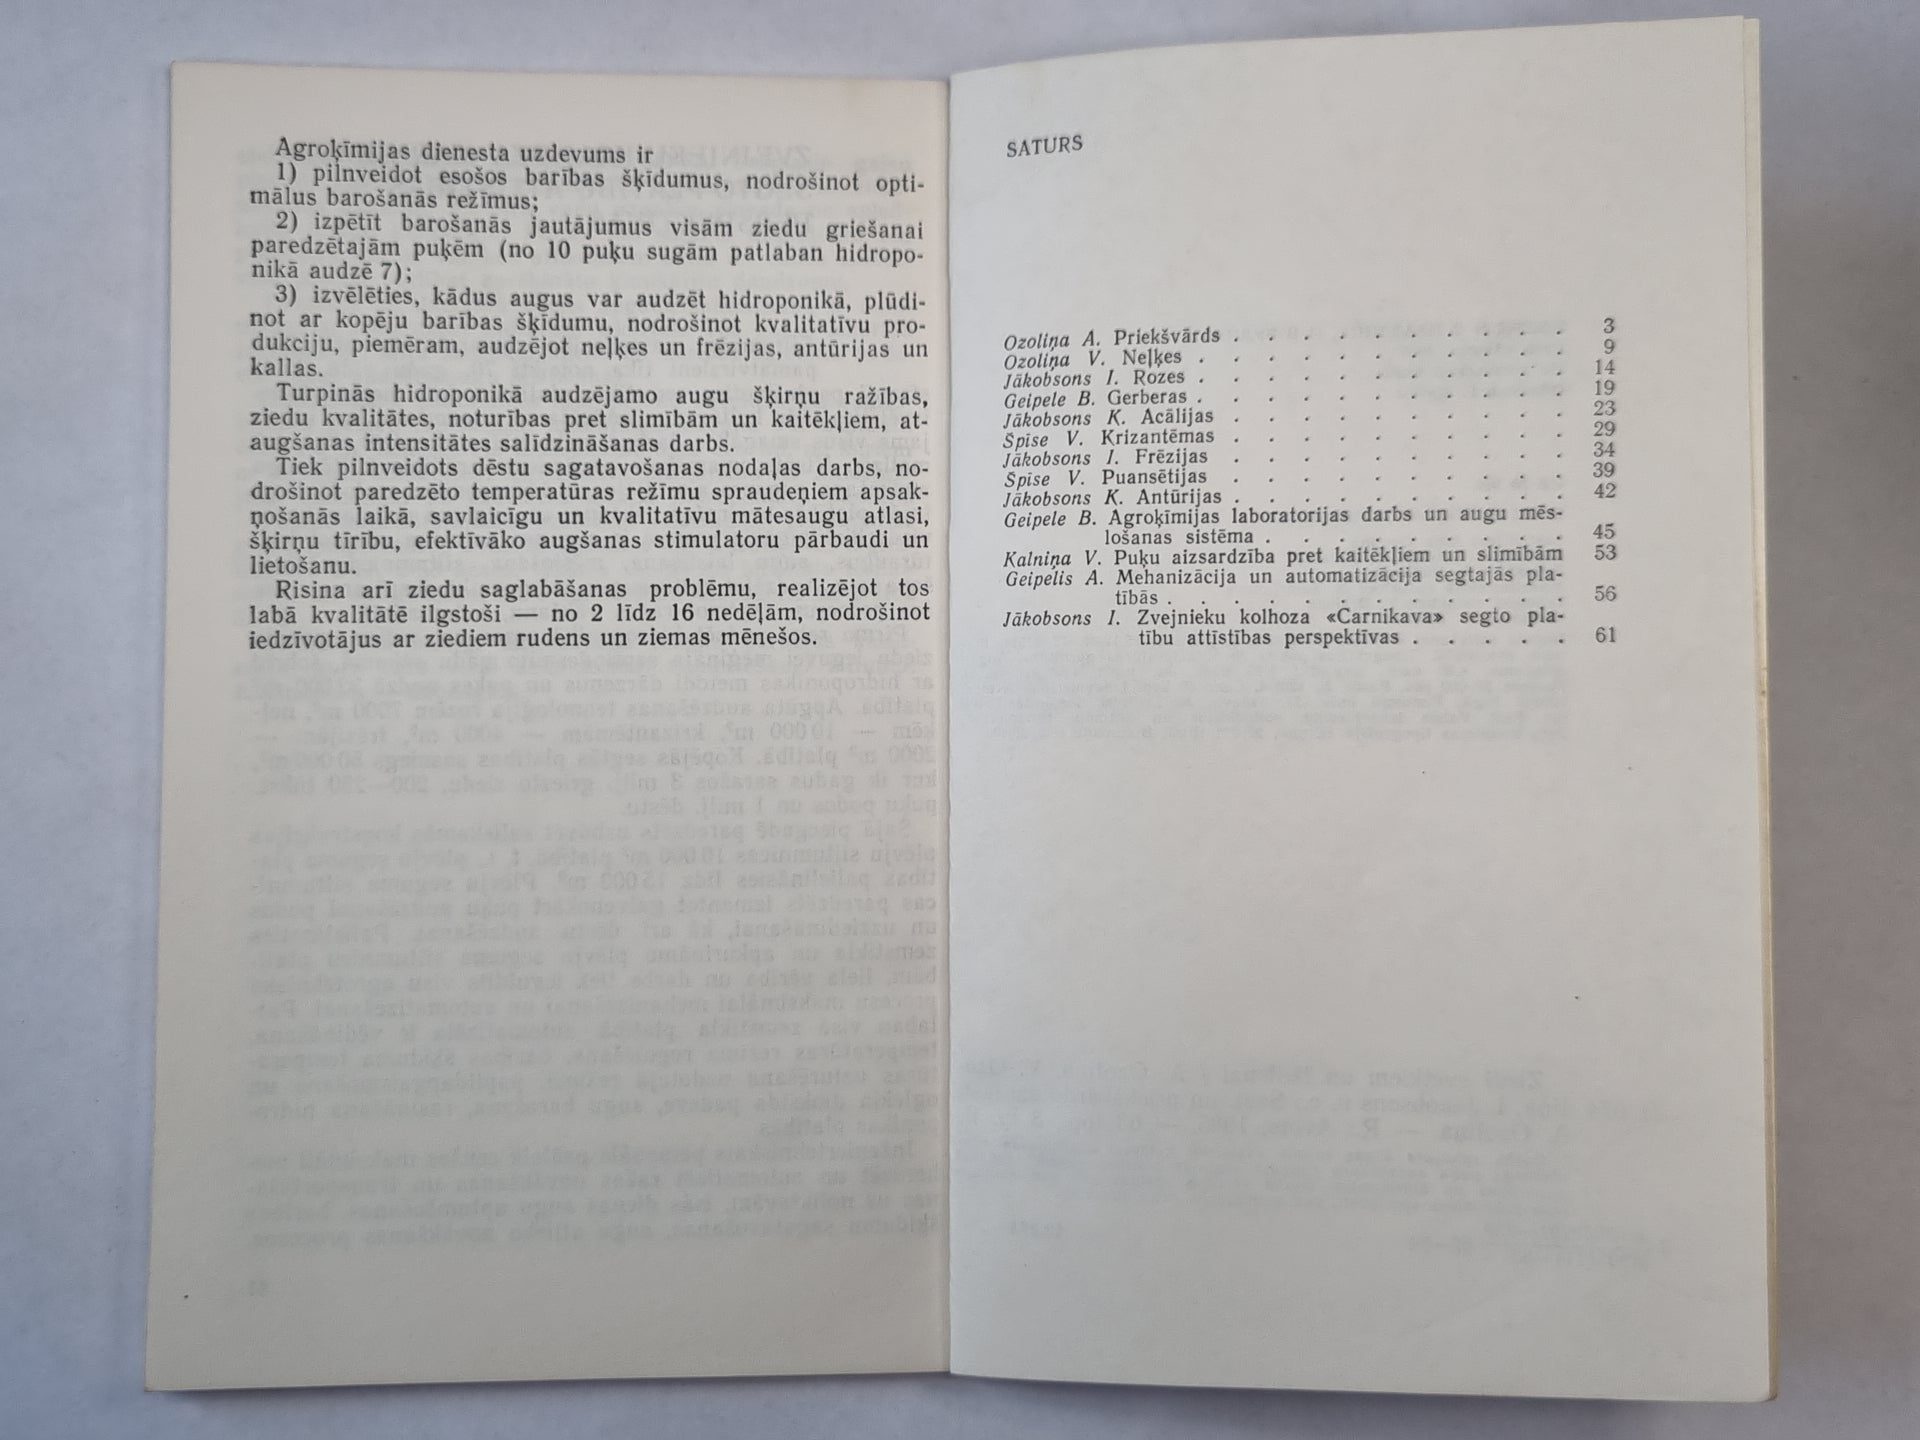 Agroķīmijas dienesta uzdevums ir
1) pilnveidot esošos barības šķīdumus, nodrošinot opti-
mālus barošanās režīmus;
2) izpētīt barošanās jautājumus visām ziedu griešanai
paredzētajām puķēm (no 10 puķu sugām patlaban hidropo-
nikā audzē 7);
3) izvēlēties, kādus augus var audzēt hidroponikā, plūdi-
not ar kopēju barības šķīdumu, nodrošinot kvalitatīvu pro-
dukciju, piemēram, audzējot neļķes un frēzijas, antūrijas un
kallas.
Turpinās hidroponikā audzējamo augu šķirņu ražības,
ziedu kvalitātes, noturības pret slimībām un kaitēkļiem, at-
augšanas intensitātes salīdzināšanas darbs.
Tiek pilnveidots dēstu sagatavošanas nodaļas darbs, no-
drošinot paredzēto temperatūras režīmu spraudeņiem apsak-
ņošanās laikā, savlaicīgu un kvalitatīvu mātesaugu atlasi,
šķirņu tīrību, efektīvāko augšanas stimulatoru pārbaudi un
lietošanu.
Risina arī ziedu saglabāšanas problēmu, realizējot tos
labā kvalitātē ilgstoši — no 2 līdz 16 nedēļām, nodrošinot
iedzīvotājus ar ziediem rudens un ziemas mēnešos.
SATURS
Ozoliņa A. Priekšvārds . . . . . . . . . . 3
Ozoliņa V. Neļķes . . . . . . . . . . . 9
Jākobsons I. Rozes . . . . . . . . . . . 14
Geipele B. Gerberas . . . . . . . . . . . 19
Jākobsons K. Acālijas . . . . . . . . . . 23
Špise V. Krizantēmas . . . . . . . . . . 29
Jākobsons I. Frēzijas . . . . . . . . . . 34
Špise V. Puansētijas . . . . . . . . . . 39
Jākobsons K. Antūrijas . . . . . . . . . . 42
Geipele B. Agroķīmijas laboratorijas darbs un augu mēs-
lošanas sistēma . . . . . . . . . 45
Kalniņa V. Puķu aizsardzība pret kaitēkļiem un slimībām 53
Geipelis A. Mehanizācija un automatizācija segtajās pla-
tībās . . . . . . . . . . . . 56
Jākobsons I. Zvejnieku kolhoza «Carnikava» segto pla-
tību attīstības perspektīvas . . . . . 61